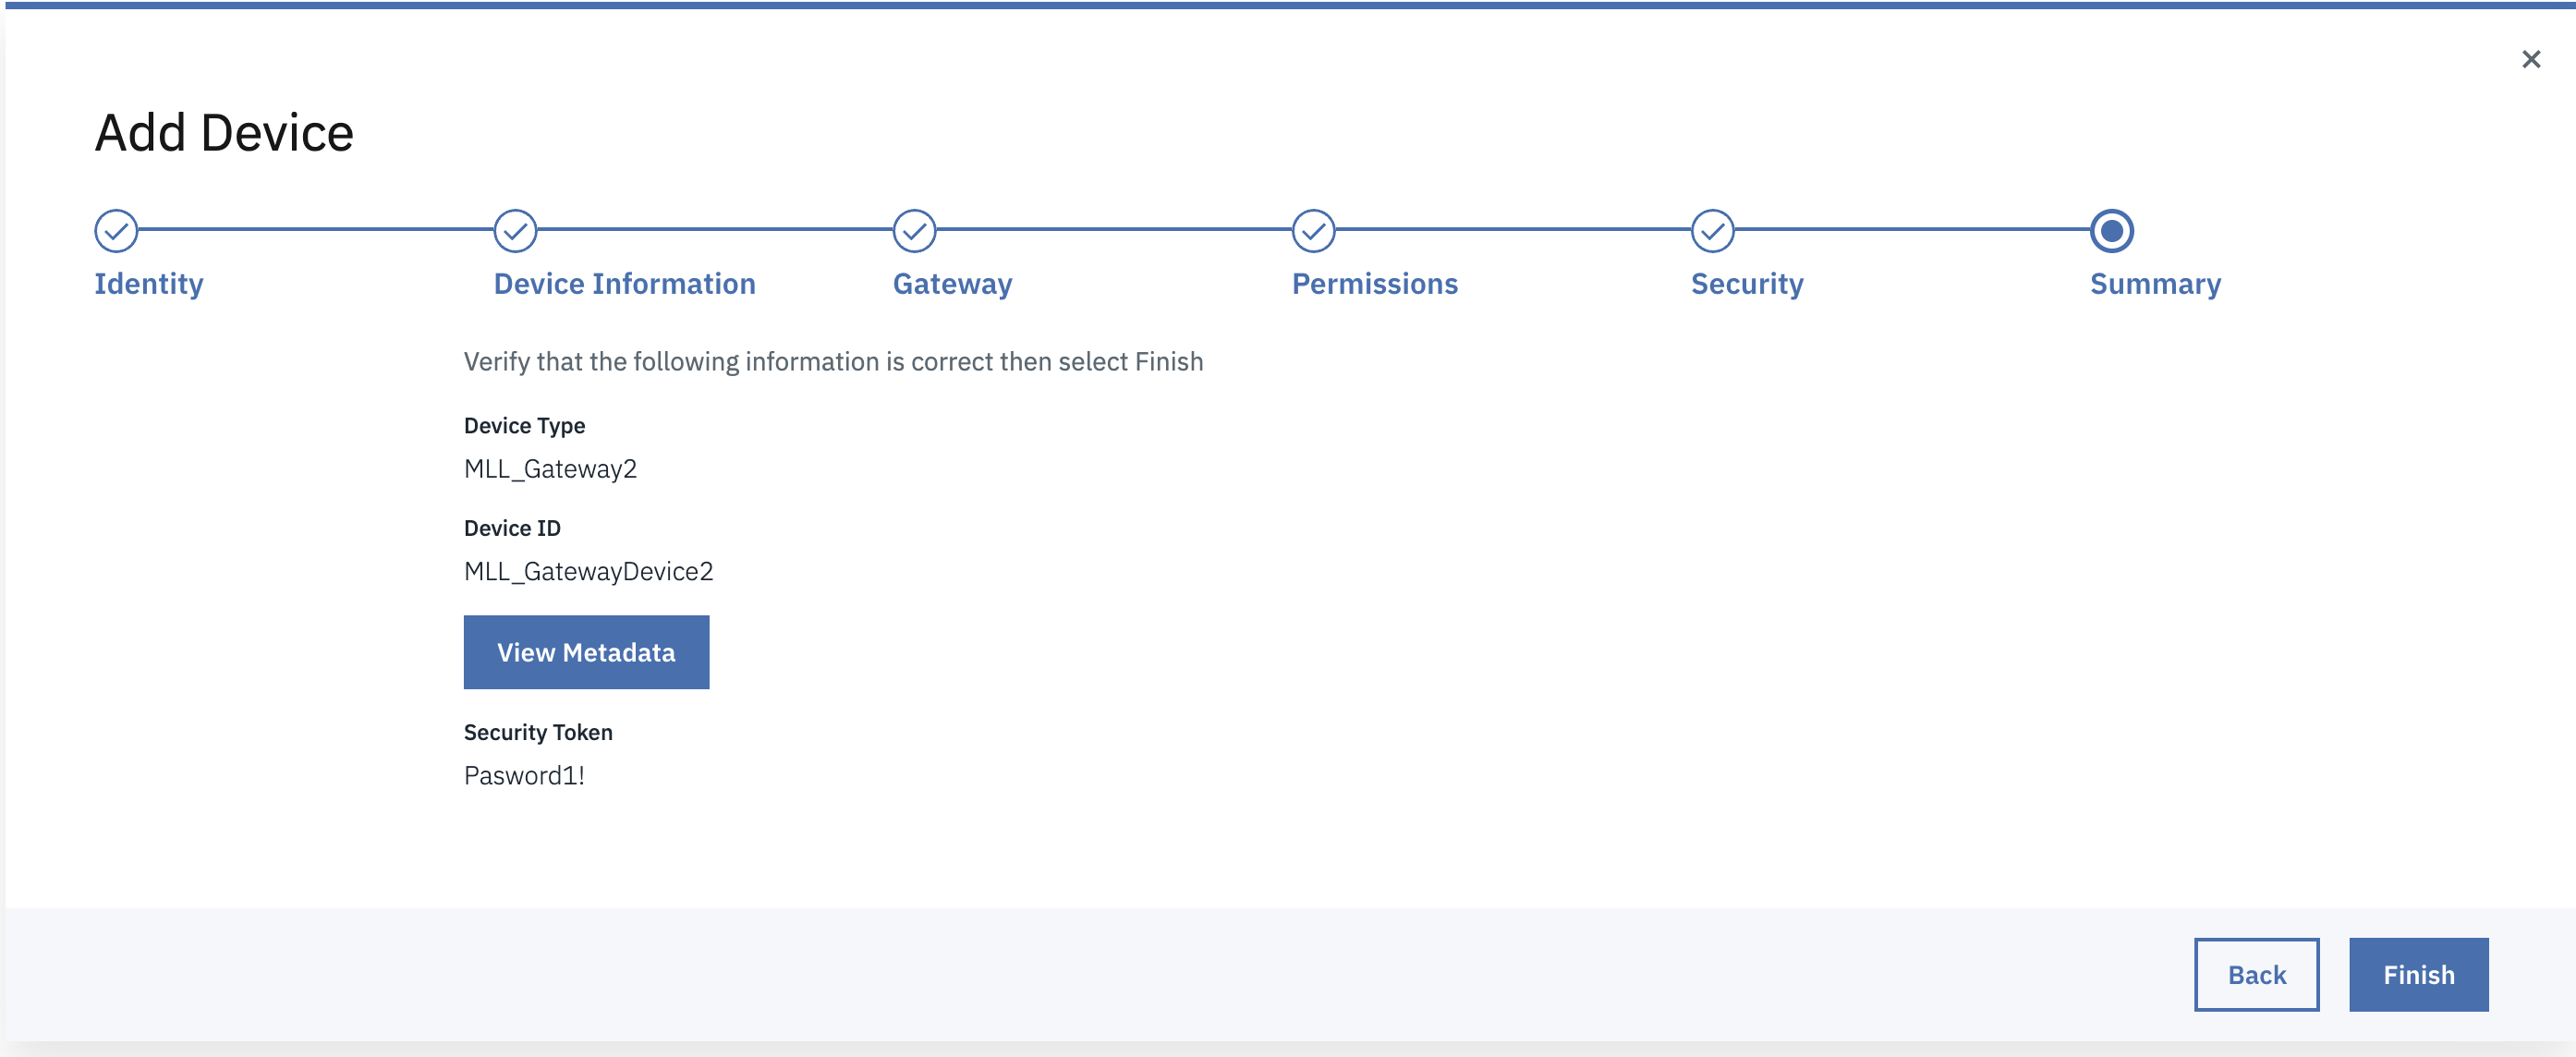 Add Device
Identity
Device Information
Gateway
Permissions
Security
Summary
Verify that the following information is correct then select Finish
Device Type
MLL_Gateway2
Device ID
MLL_GatewayDevice2
View Metadata
Security Token
Pasword1!
Back
Finish